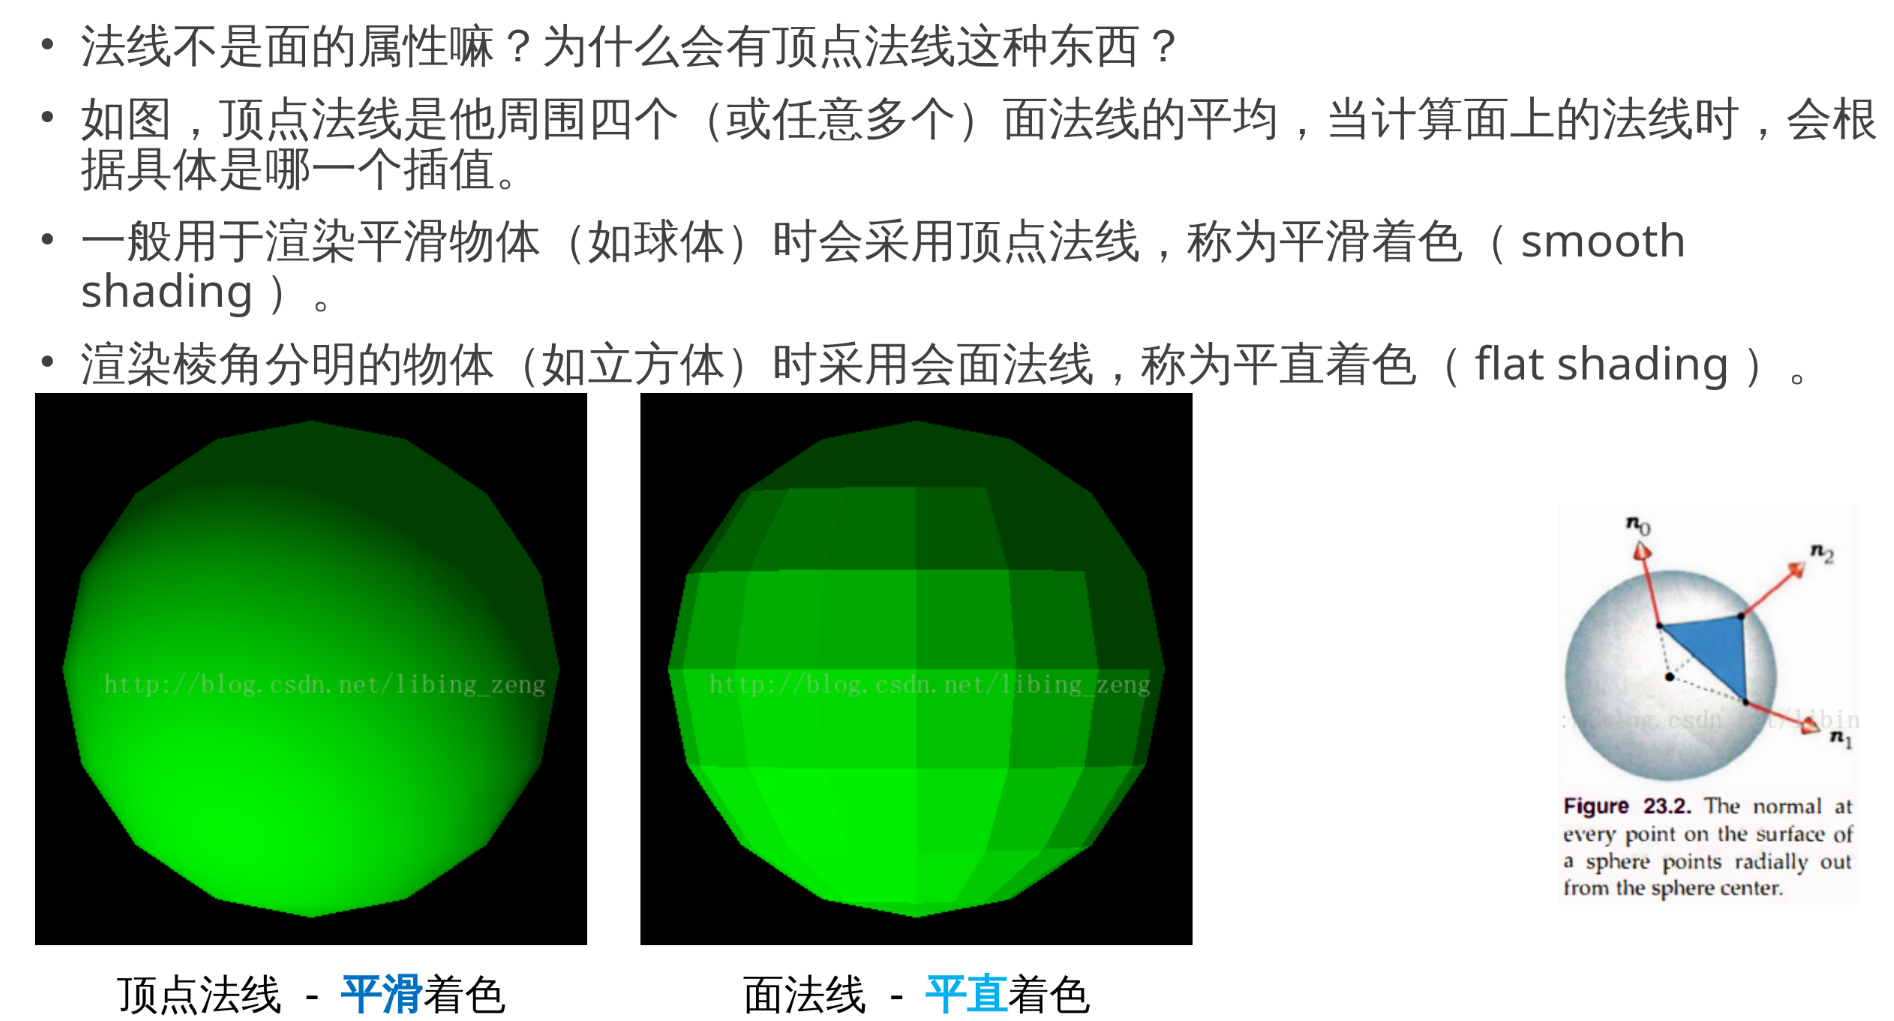 • 法线不是面的属性嘛？为什么会有顶点法线这种东西？
• 如图，顶点法线是他周围四个（或任意多个）面法线的平均，当计算面上的法线时，会根
据具体是哪一个插值。
• 一般用于渲染平滑物体（如球体）时会采用顶点法线，称为平滑着色（ smooth
shading ）。
• 渲染棱角分明的物体（如立方体）时采用会面法线，称为平直着色（ flat shading ）。
http://blog.csdn.net/libing_zeng
http://blog.csdn.net/libing_zeng
n0
n2
://blog.csdn.net/libin
n1
Figure 23.2. The normal at
every point on the surface of
a sphere points radially out
from the sphere center.
顶点法线 - 平滑着色
面法线 - 平直着色